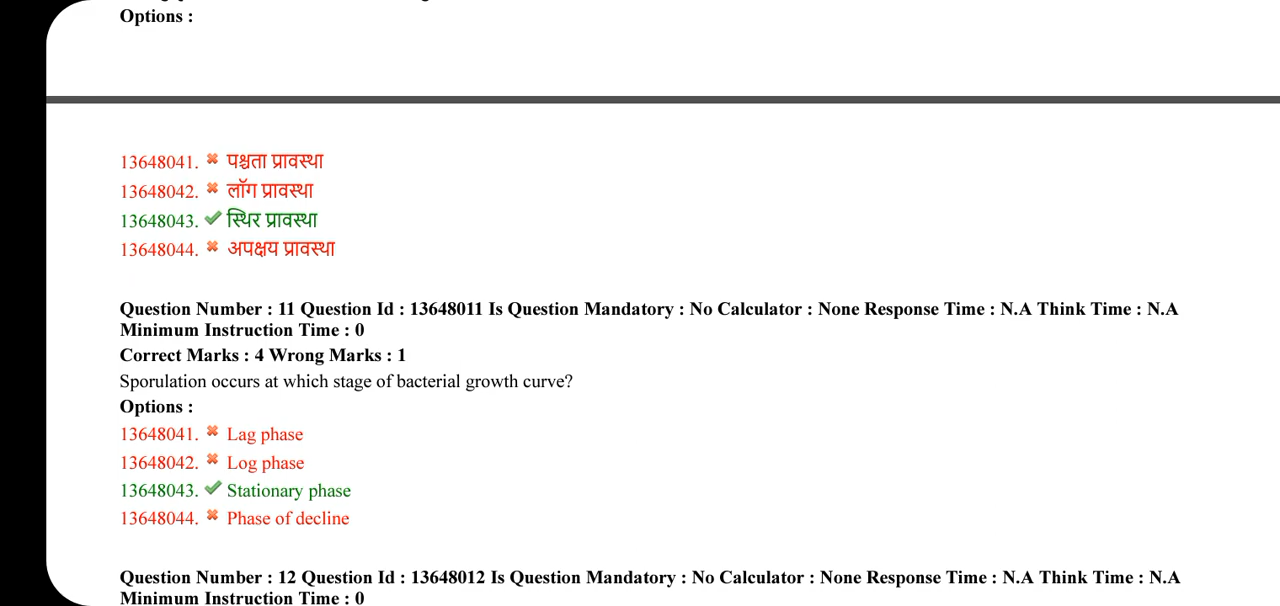 Options :
13648041. पश्चता प्रावस्था
13648042. लॉग प्रावस्था
13648043. स्थिर प्रावस्था
13648044. अपक्षय प्रावस्था
Question Number : 11 Question Id : 13648011 Is Question Mandatory : No Calculator : None Response Time : N.A Think Time : N.A
Minimum Instruction Time : 0
Correct Marks : 4 Wrong Marks : 1
Sporulation occurs at which stage of bacterial growth curve?
Options :
13648041. Lag phase
13648042. Log phase
13648043. Stationary phase
13648044. Phase of decline
Question Number : 12 Question Id : 13648012 Is Question Mandatory : No Calculator : None Response Time : N.A Think Time : N.A
Minimum Instruction Time : 0